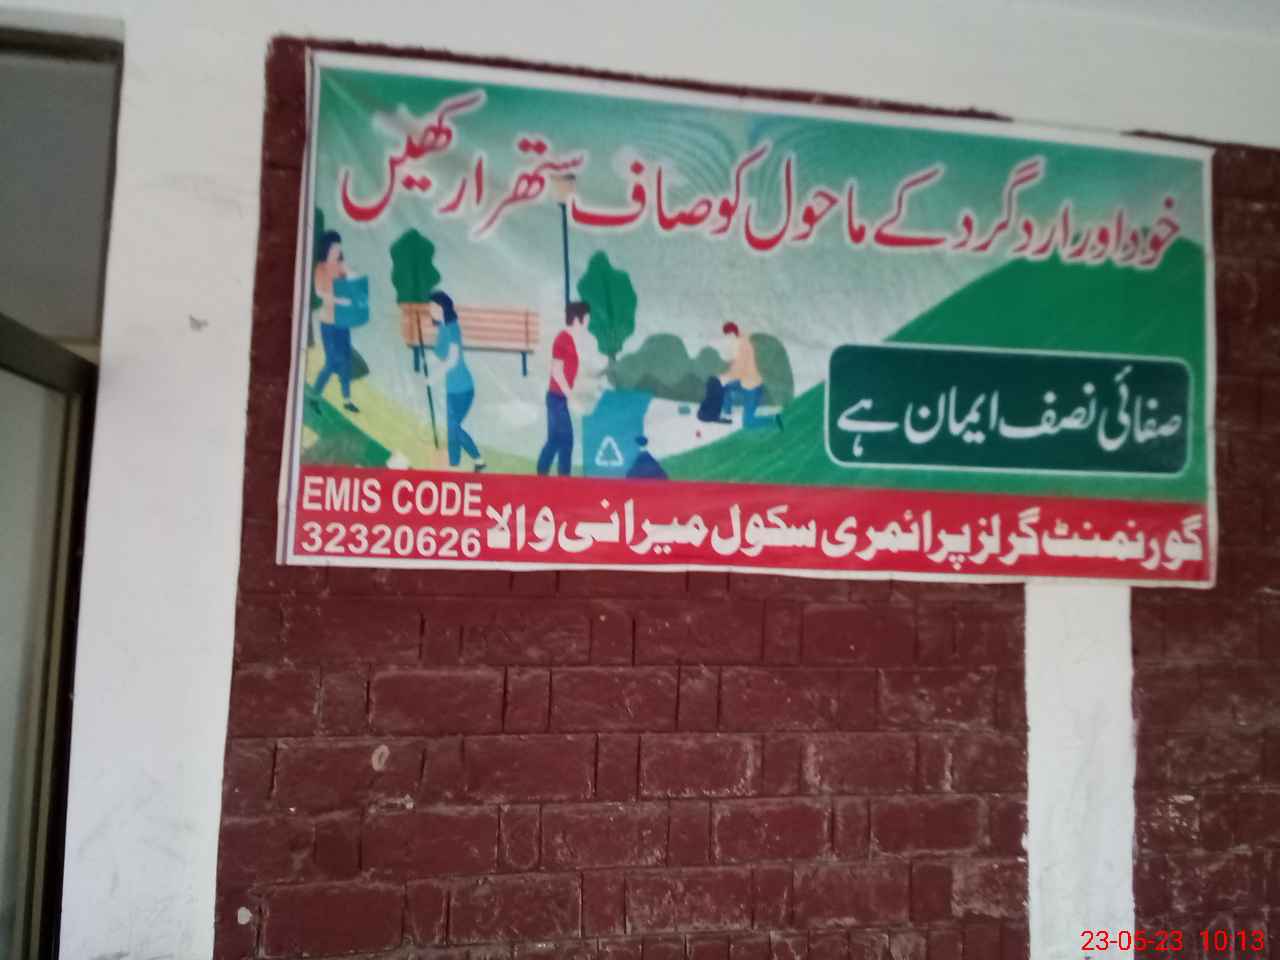 خود اور ارد گرد کے ماحول کو صاف ستھرا رکھیں
صفائی نصف ایمان ہے
گورنمنٹ گرلز پرائمری سکول میرانی والا
EMIS CODE
32320626
23-05-23 10:13